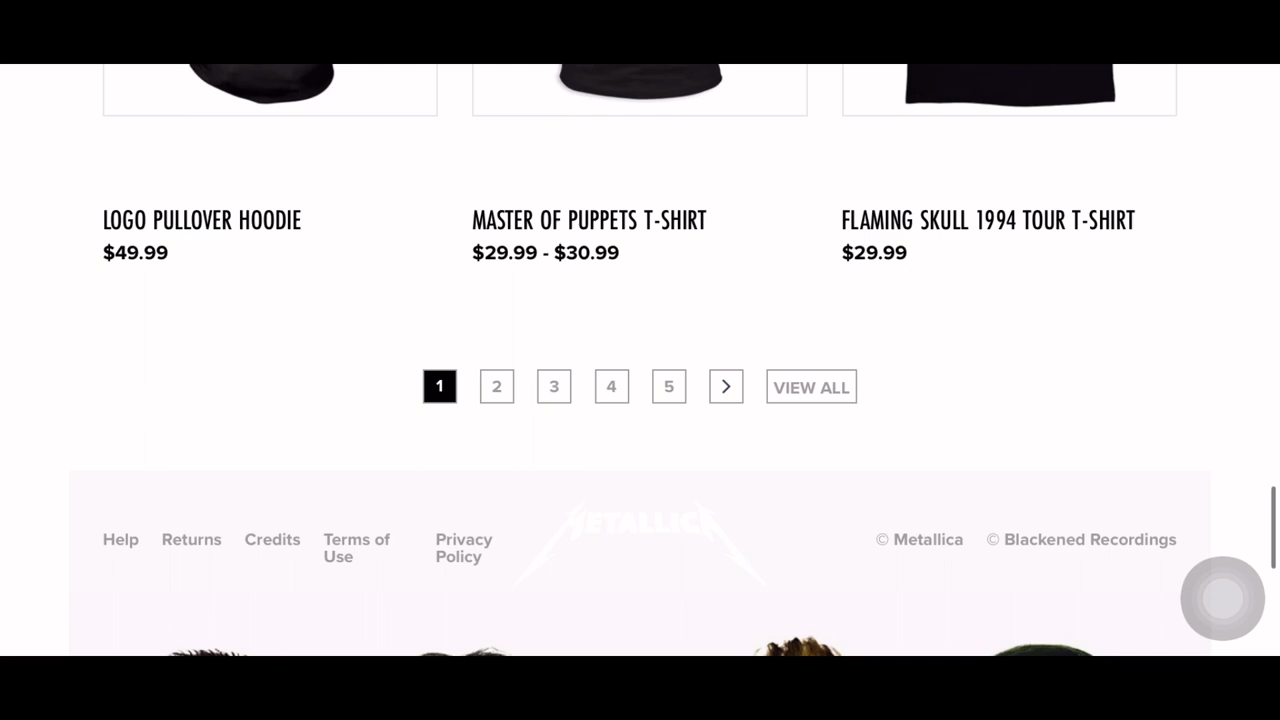 LOGO PULLOVER HOODIE
$49.99
MASTER OF PUPPETS T-SHIRT
$29.99 - $30.99
FLAMING SKULL 1994 TOUR T-SHIRT
$29.99
1 2 3 4 5 > VIEW ALL
METALLICA
Help Returns Credits Terms of Use Privacy Policy
© Metallica © Blackened Recordings